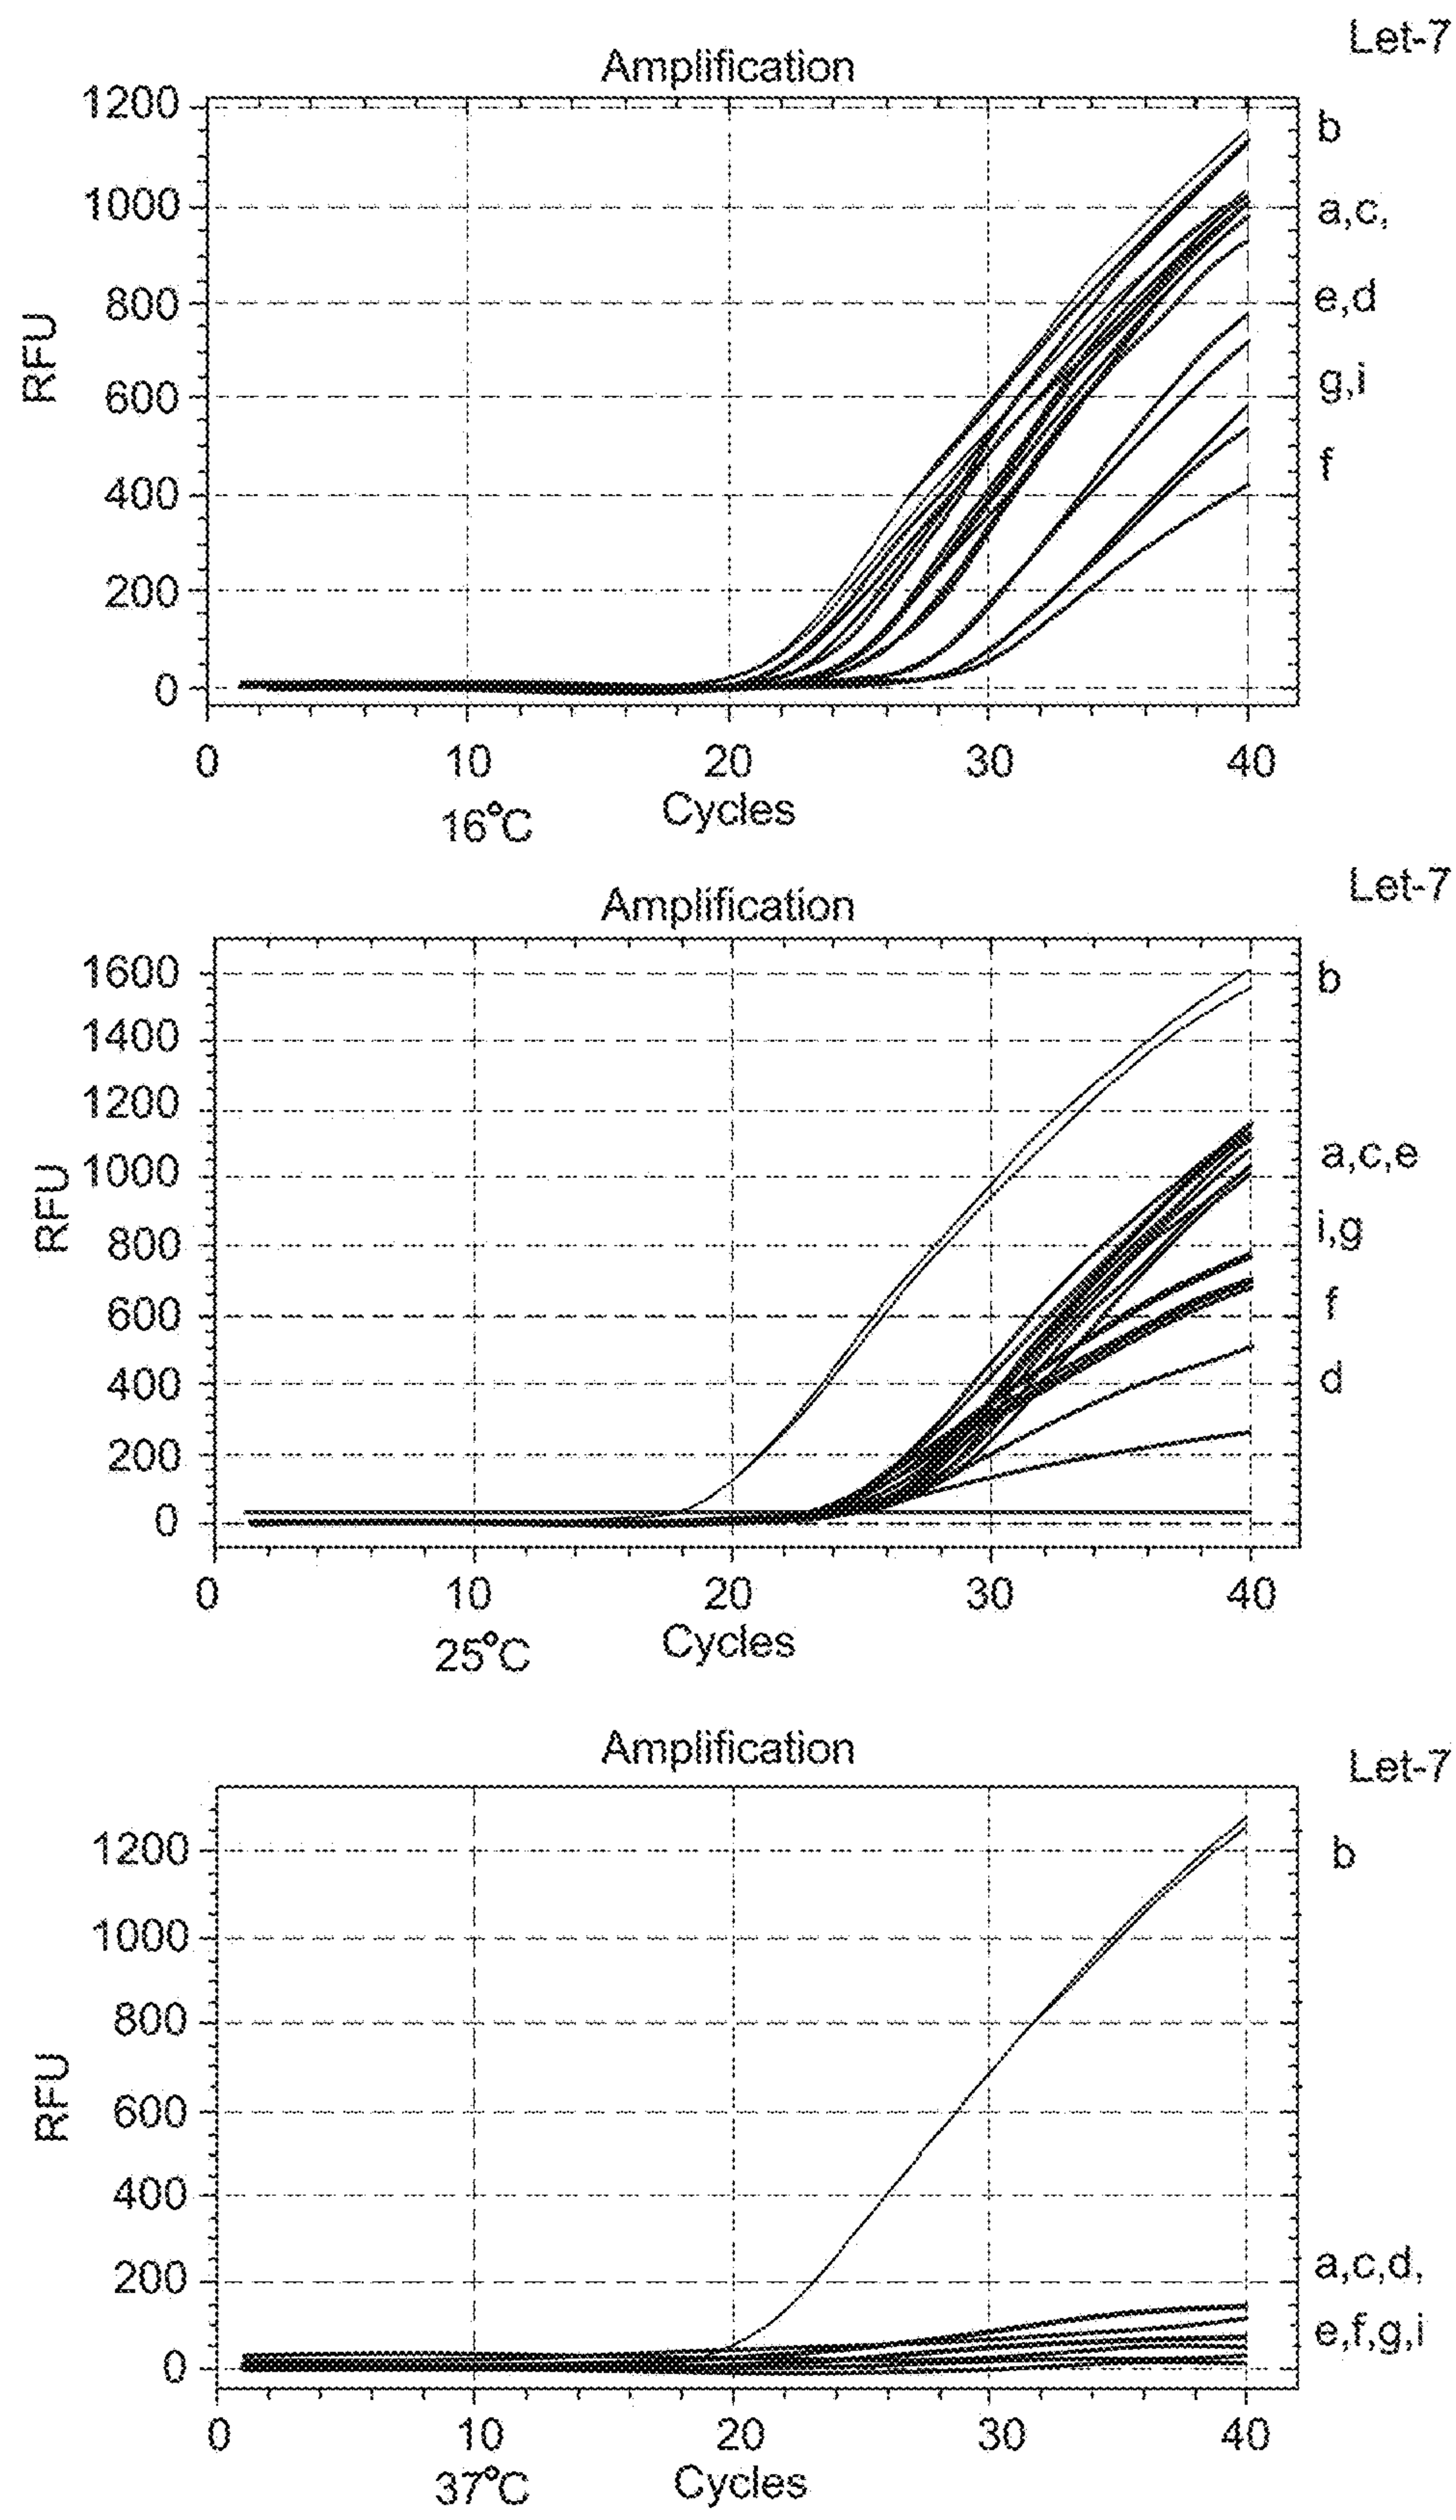 Let-7
Amplification
1200
1000
800
600
400
200
0
RFU
b
a,c,
e,d
g,i
f
0 10 20 30 40
16°C Cycles
Let-7
Amplification
1600
1400
1200
1000
800
600
400
200
0
RFU
b
a,c,e
i,g
f
d
0 10 20 30 40
25°C Cycles
Amplification
Let-7
1200
1000
800
600
400
200
0
RFU
b
a,c,d,
e,f,g,i
0 10 20 30 40
37°C Cycles